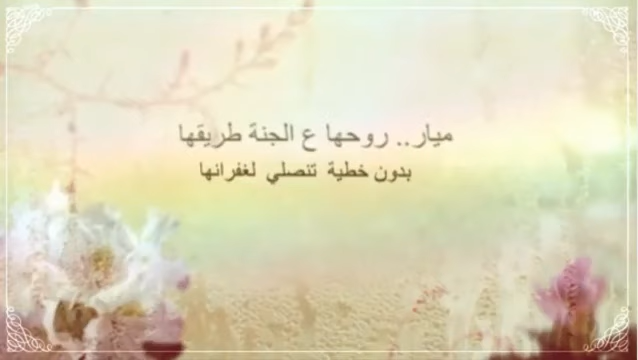 ميار.. روحها ع الجنة طريقها
بدون خطية تنصلي لغفرانها